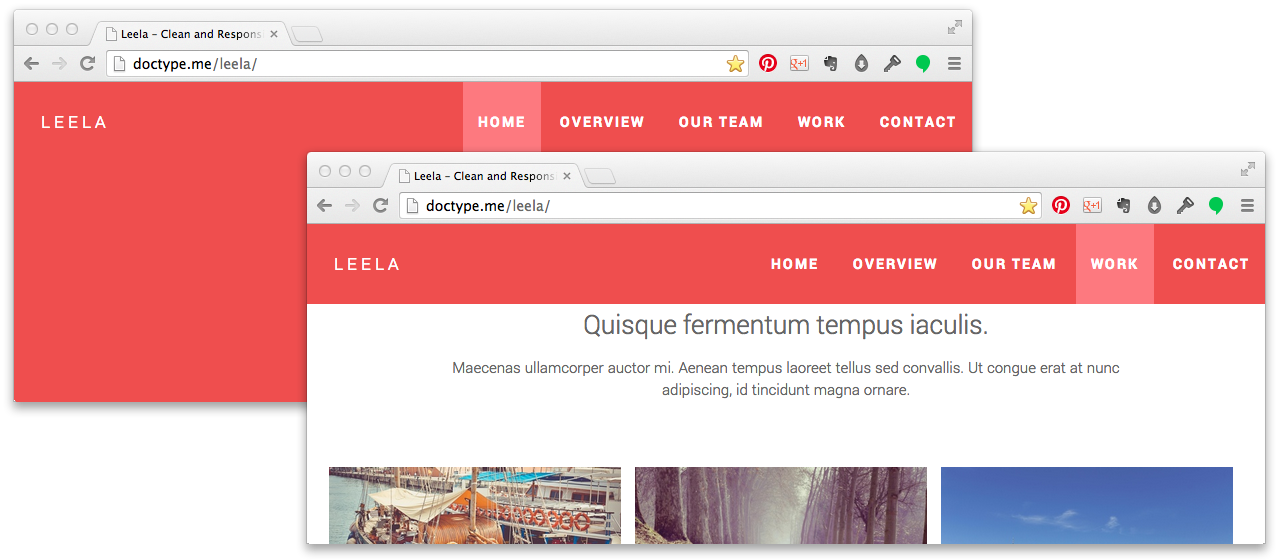 Leela – Clean and Respons
doctype.me/leela/
g+1
LEELA
HOME OVERVIEW OUR TEAM WORK CONTACT
Leela – Clean and Respons
doctype.me/leela/
g+1
LEELA
HOME OVERVIEW OUR TEAM WORK CONTACT
Quisque fermentum tempus iaculis.
Maecenas ullamcorper auctor mi. Aenean tempus laoreet tellus sed convallis. Ut congue erat at nunc
adipiscing, id tincidunt magna ornare.